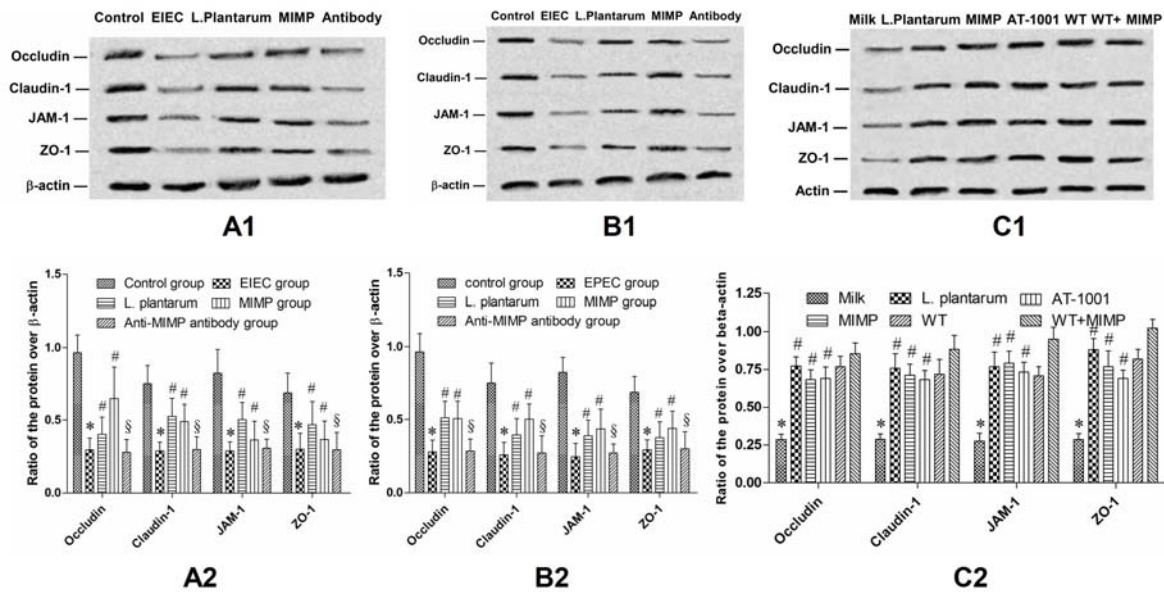 Control EIEC L.Plantarum MIMP Antibody
Occludin
Claudin-1
JAM-1
ZO-1
β-actin
A1
Control EIEC L.Plantarum MIMP Antibody
Occludin
Claudin-1
JAM-1
ZO-1
β-actin
B1
Milk L.Plantarum MIMP AT-1001 WT WT+ MIMP
Occludin
Claudin-1
JAM-1
ZO-1
Actin
C1
Ratio of the protein over β-actin
1.5
1.0
0.5
0.0
Control group EIEC group
L. plantarum MIMP group
Anti-MIMP antibody group
* # # §
* # # §
* # # §
* # # §
Occludin
Claudin-1
JAM-1
ZO-1
A2
Ratio of the protein over β-actin
1.5
1.0
0.5
0.0
control group EPEC group
L. plantarum MIMP group
Anti-MIMP antibody group
* # # §
* # # §
* # # §
* # # §
Occludin
Claudin-1
JAM-1
ZO-1
B2
Ratio of the protein over beta-actin
1.25
1.00
0.75
0.50
0.25
0.00
Milk L. plantarum AT-1001
MIMP WT WT+MIMP
* # # #
* # # #
* # # #
* # # #
Occludin
Claudin-1
JAM-1
ZO-1
C2